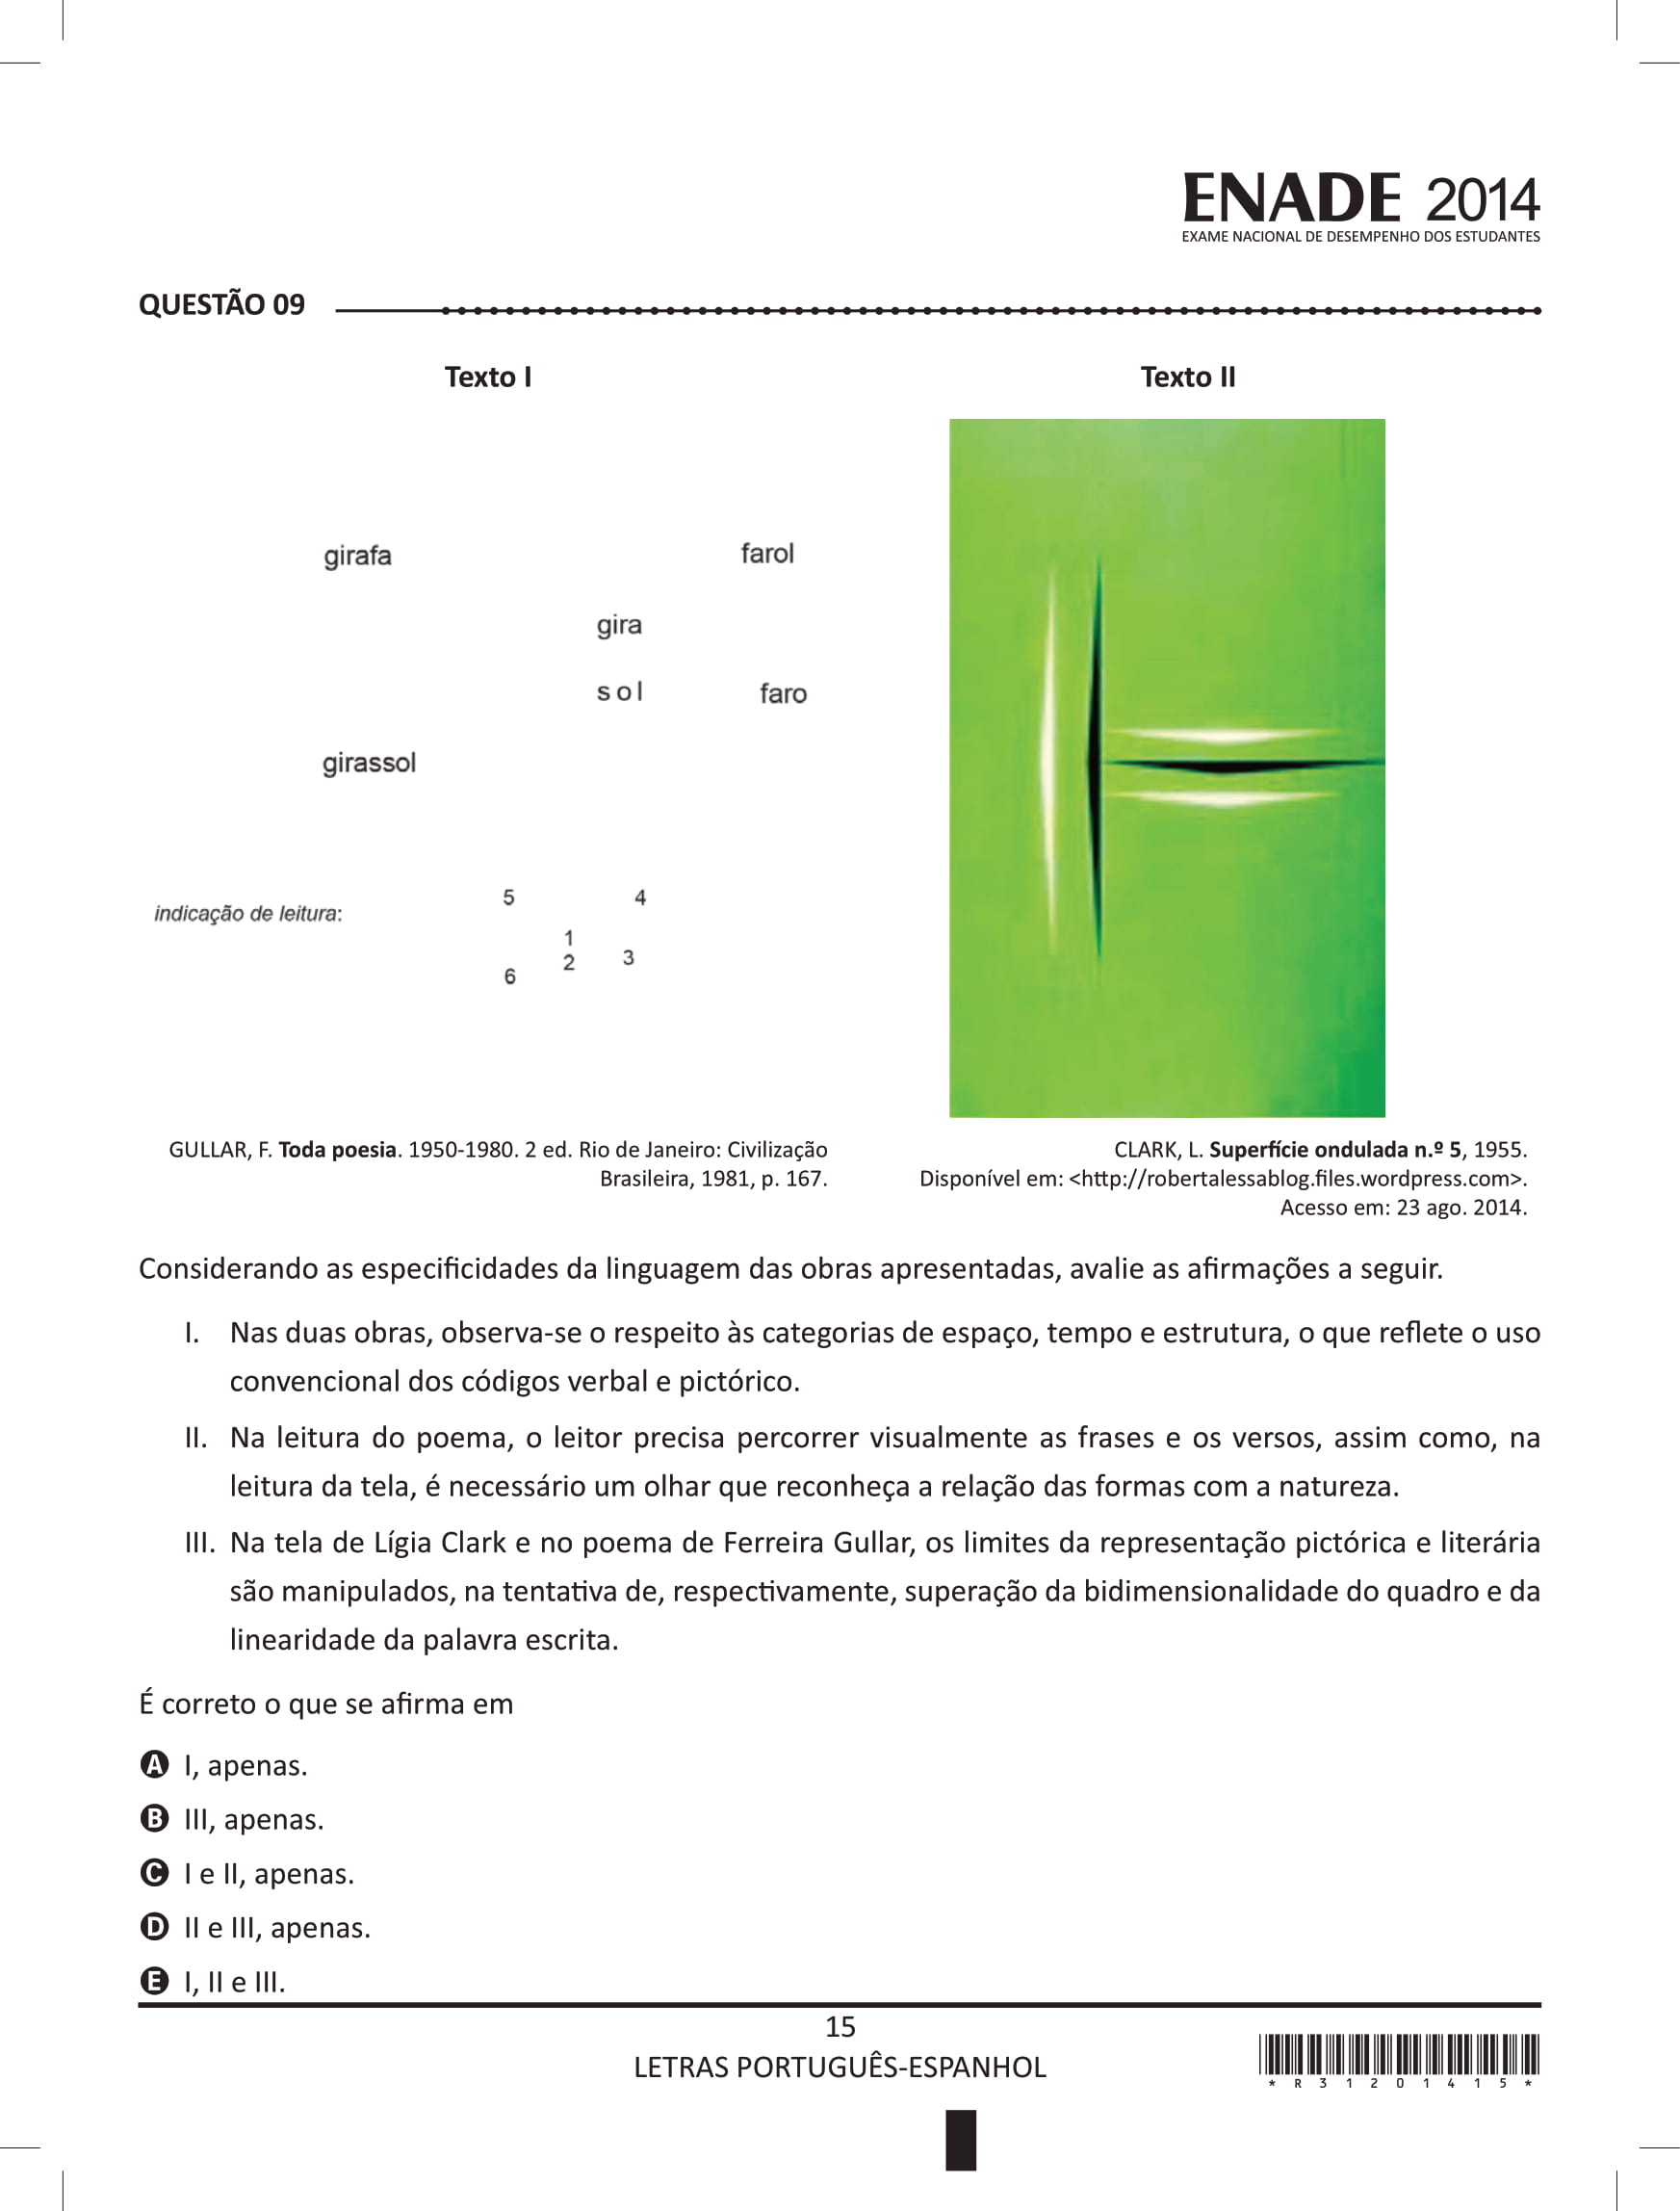 ENADE 2014
EXAME NACIONAL DE DESEMPENHO DOS ESTUDANTES
QUESTÃO 09
Texto I
girafa
farol
gira
sol
faro
girassol
indicação de leitura:
5
4
1
2
3
6
GULLAR, F. Toda poesia. 1950-1980. 2 ed. Rio de Janeiro: Civilização
Brasileira, 1981, p. 167.
Texto II
CLARK, L. Superfície ondulada n.º 5, 1955.
Disponível em: <http://robertalessablog.files.wordpress.com>.
Acesso em: 23 ago. 2014.
Considerando as especificidades da linguagem das obras apresentadas, avalie as afirmações a seguir.
I. Nas duas obras, observa-se o respeito às categorias de espaço, tempo e estrutura, o que reflete o uso
convencional dos códigos verbal e pictórico.
II. Na leitura do poema, o leitor precisa percorrer visualmente as frases e os versos, assim como, na
leitura da tela, é necessário um olhar que reconheça a relação das formas com a natureza.
III. Na tela de Lígia Clark e no poema de Ferreira Gullar, os limites da representação pictórica e literária
são manipulados, na tentativa de, respectivamente, superação da bidimensionalidade do quadro e da
linearidade da palavra escrita.
É correto o que se afirma em
A I, apenas.
B III, apenas.
C I e II, apenas.
D II e III, apenas.
E I, II e III.
15
LETRAS PORTUGUÊS-ESPANHOL
* R 3 1 2 0 1 4 1 5 *